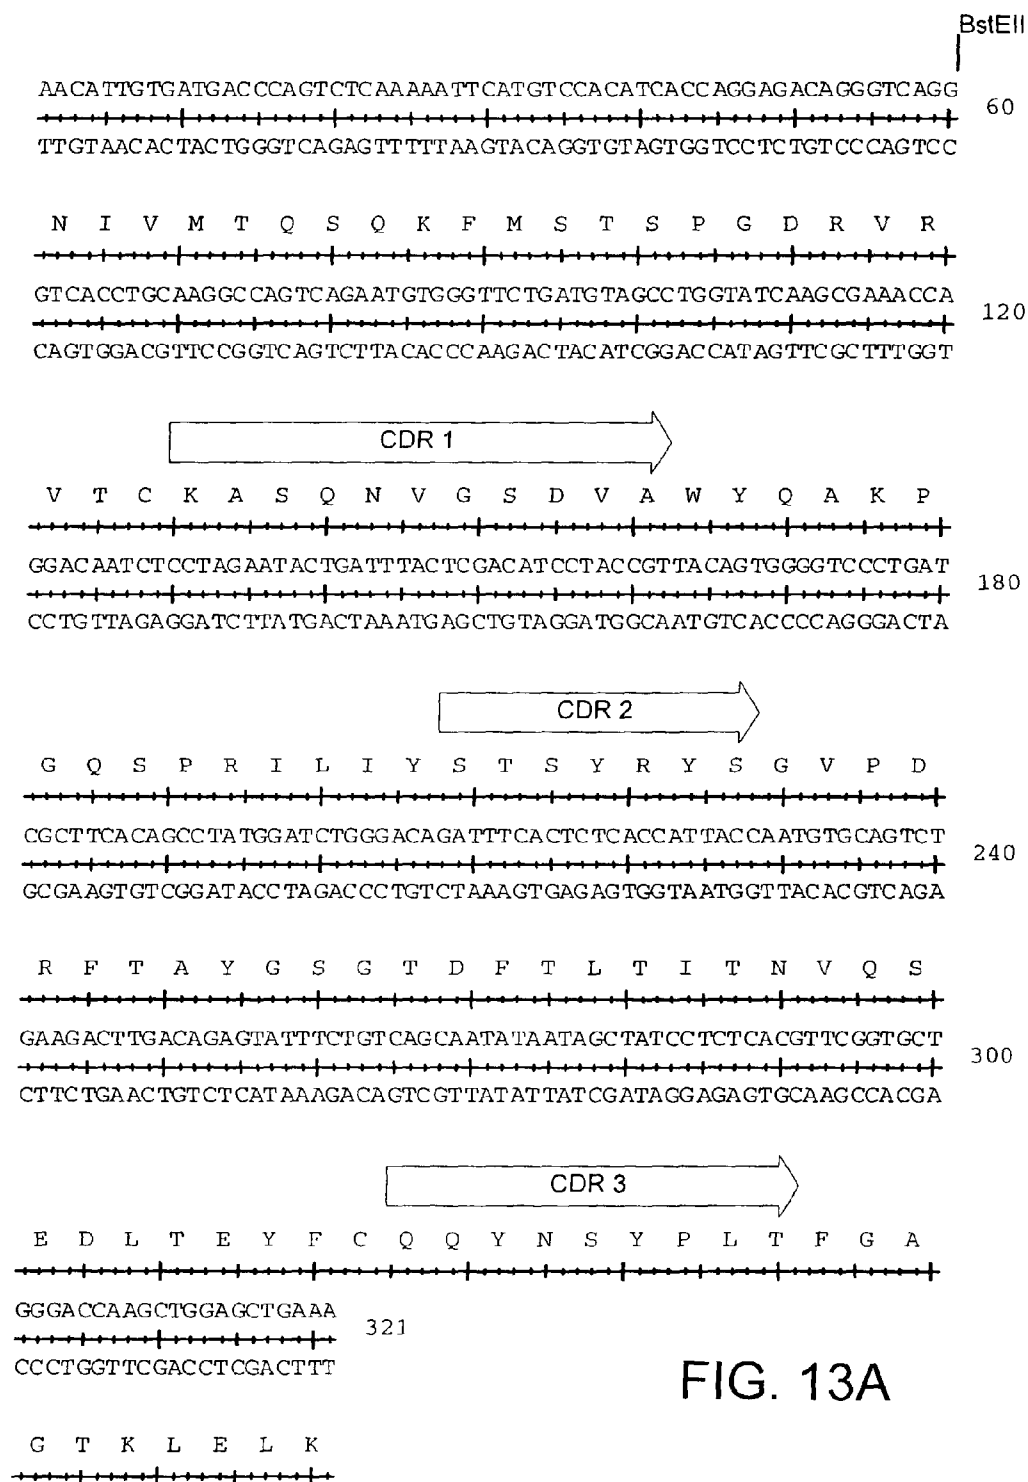 BstEII
AACATTGTGATGACCCAGTCTCAAAAATTCATGTCCACATCACCAGGAGACAGGGTCAGG
60
TTGTAACACTACTGGGTCAGAGTTTTTAAGTACAGGTGTAGTGGTCCTCTGTCCCAGTCC
N I V M T Q S Q K F M S T S P G D R V R
GTCACCTGCAAGGCCAGTCAGAATGTGGGTTCTGATGTAGCCTGGTATCAAGCGAAACCA
120
CAGTGGACGTTCCGGTCAGTCTTACACCCAAGACTACATCGGACCATAGTTCGCTTTGGT
CDR 1
V T C K A S Q N V G S D V A W Y Q A K P
GGACAATCTCCTAGAATACTGATTTACTCGACATCCTACCGTTACAGTGGGGTCCCTGAT
180
CCTGTTAGAGGATCTTATGACTAAATGAGCTGTAGGATGGCAATGTCACCCCAGGGACTA
CDR 2
G Q S P R I L I Y S T S Y R Y S G V P D
CGCTTCACAGCCTATGGATCTGGGACAGATTTCACTCTCACCATTACCAATGTGCAGTCT
240
GCGAAGTGTCGGATACCTAGACCCTGTCTAAAGTGAGAGTGGTAATGGTTACACGTCAGA
R F T A Y G S G T D F T L T I T N V Q S
GAAGACTTGACAGAGTATTTCTGTCAGCAATATAATAGCTATCCTCTCACGTTCGGTGCT
300
CTTCTGAACTGTCTCATAAAGACAGTCGTTATATTATCGATAGGAGAGTGCAAGCCACGA
CDR 3
E D L T E Y F C Q Q Y N S Y P L T F G A
GGGACCAAGCTGGAGCTGAAA
321
CCCTGGTTCGACCTCGACTTT
FIG. 13A
G T K L E L K